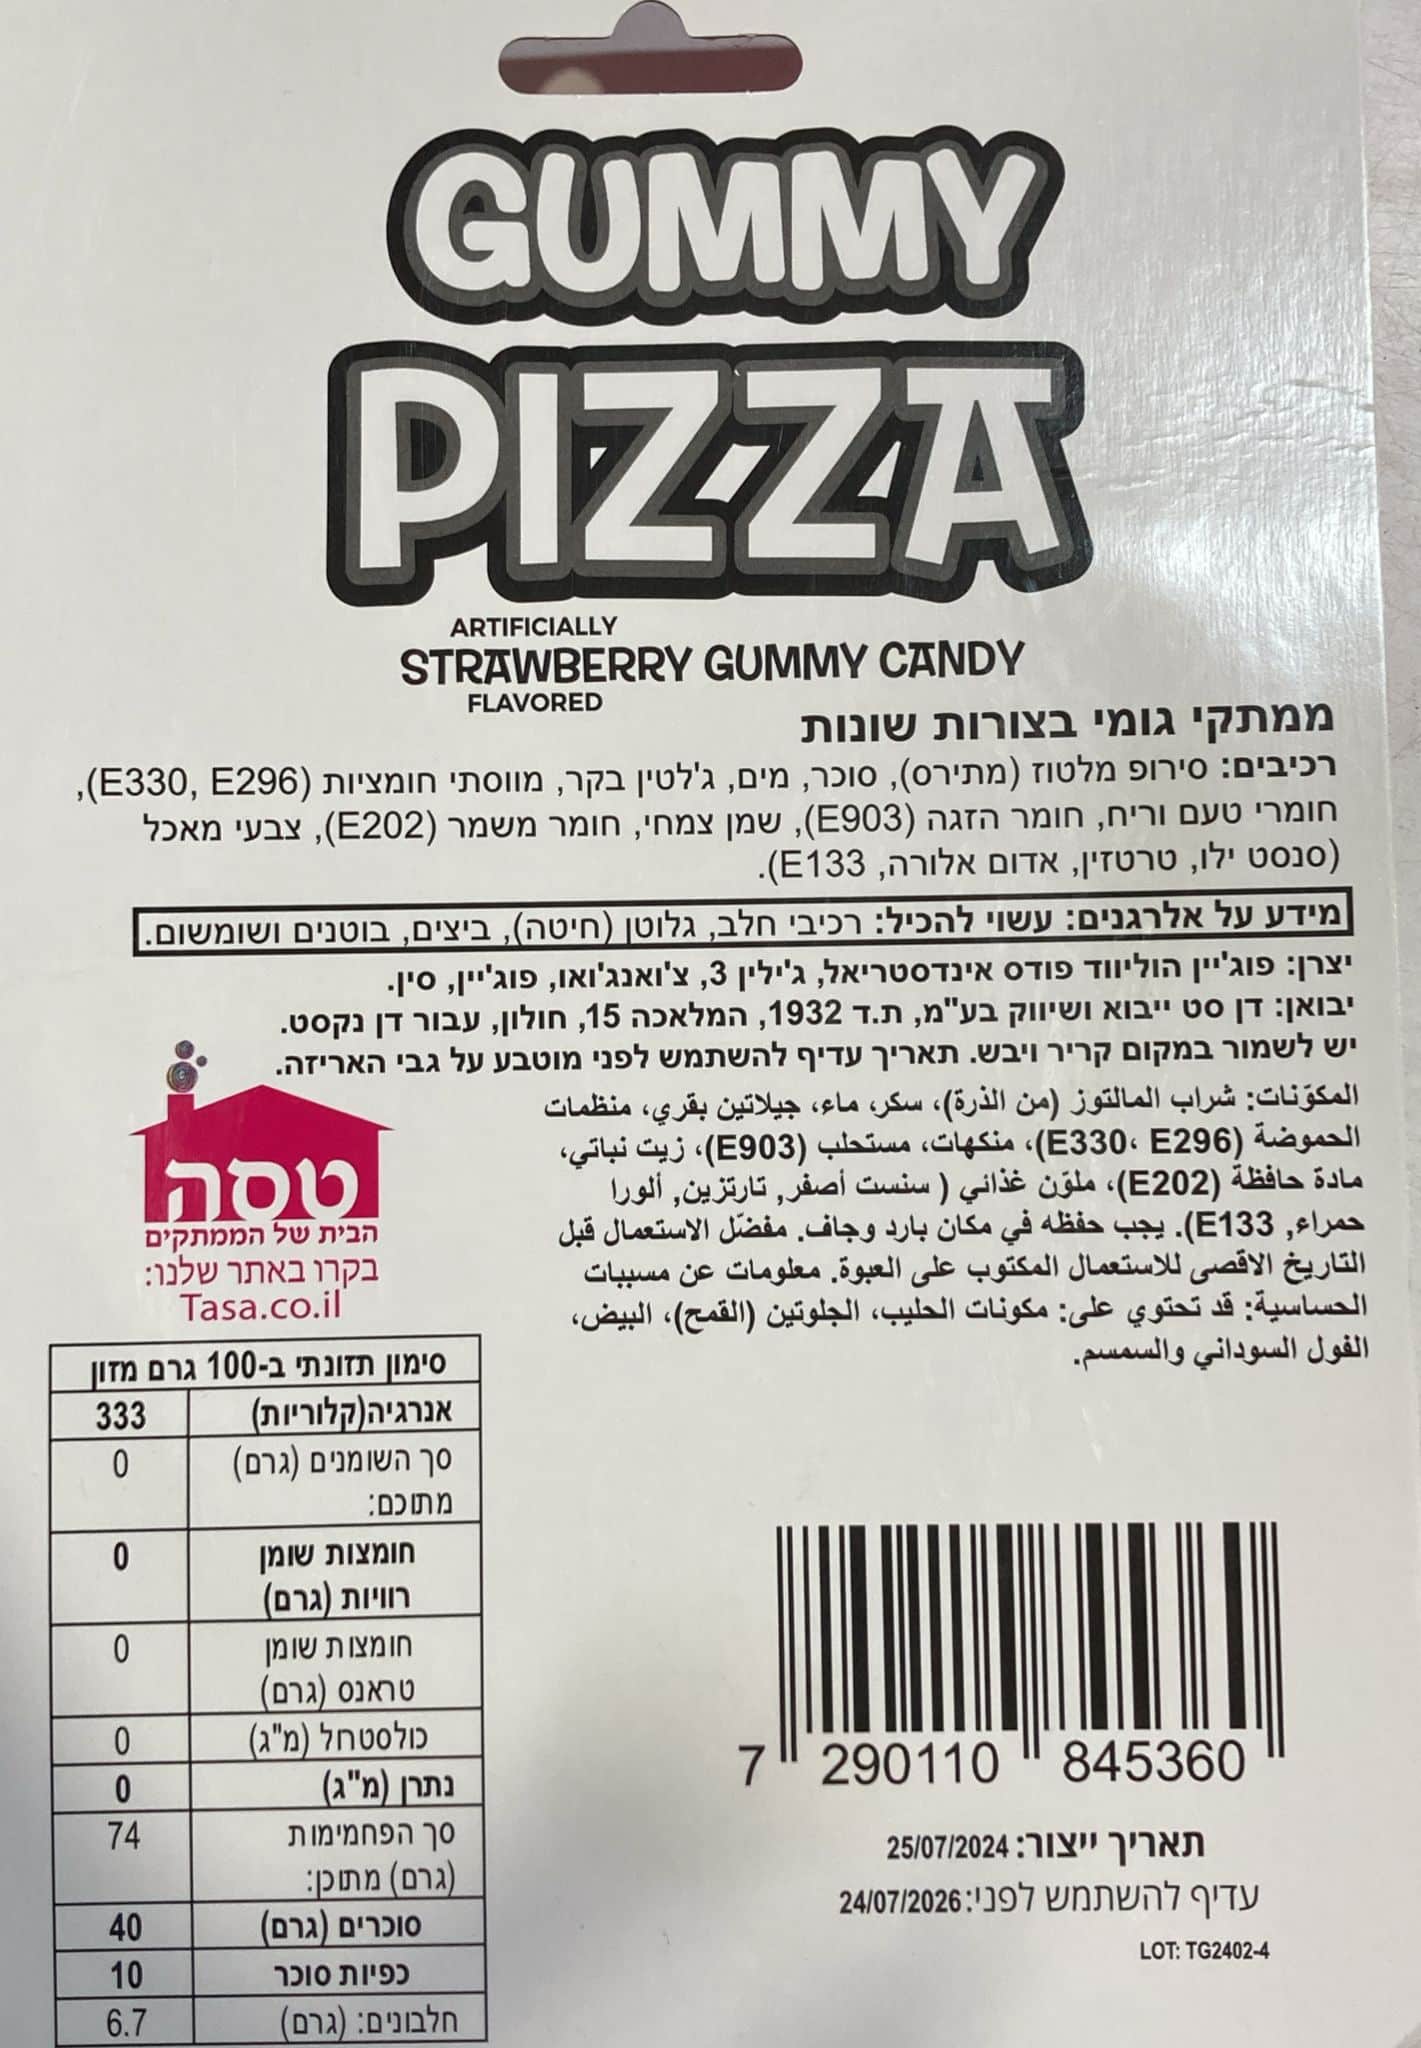 GUMMY
PIZZA
ARTIFICIALLY
STRAWBERRY GUMMY CANDY
FLAVORED
ממתקי גומי בצורות שונות
רכיבים: סירופ מלטוז (מתירס), סוכר, מים, ג'לטין בקר, מווסתי חומציות (E330, E296),
חומרי טעם וריח, חומר הזגה (E903), שמן צמחי, חומר משמר (E202), צבעי מאכל
(סנסט ילו, טרטזין, אדום אלורה, E133).
מידע על אלרגנים: עשוי להכיל: רכיבי חלב, גלוטן (חיטה), ביצים, בוטנים ושומשום.
יצרן: פוג'יין הוליווד פודס אינדסטריאל, ג'ילין 3, צ'ואנג'ואו, פוג'יין, סין.
יבואן: דן סט ייבוא ושיווק בע"מ, ת.ד 1932, המלאכה 15, חולון, עבור דן נקסט.
יש לשמור במקום קריר ויבש. תאריך עדיף להשתמש לפני מוטבע על גבי האריזה.
המكوّنات: شراب المالتوز (من الذرة)، سكر، ماء، جيلاتين بقري، منظمات
الحموضة (E330، E296)، منكهات، مستحلب (E903)، زيت نباتي،
مادة حافظة (E202)، ملوّن غذائي ( سنست أصفر, تارتزين, ألورا
حمراء, E133). يجب حفظه في مكان بارد وجاف. مفضّل الاستعمال قبل
التاريخ الاقصى للاستعمال المكتوب على العبوة. معلومات عن مسببات
الحساسية: قد تحتوي على: مكونات الحليب، الجلوتين (القمح)، البيض،
الفول السوداني والسمسم.
טסה
הבית של הממתקים
בקרו באתר שלנו:
Tasa.co.il
סימון תזונתי ב-100 גרם מזון
אנרגיה(קלוריות) 333
סך השומנים (גרם) 0
מתוכם:
חומצות שומן 0
רוויות (גרם)
חומצות שומן 0
טראנס (גרם)
כולסטרול (מ"ג) 0
נתרן (מ"ג) 0
סך הפחמימות 74
(גרם) מתוכן:
סוכרים (גרם) 40
כפיות סוכר 10
חלבונים: (גרם) 6.7
7 290110 845360
תאריך ייצור: 25/07/2024
עדיף להשתמש לפני: 24/07/2026
LOT: TG2402-4